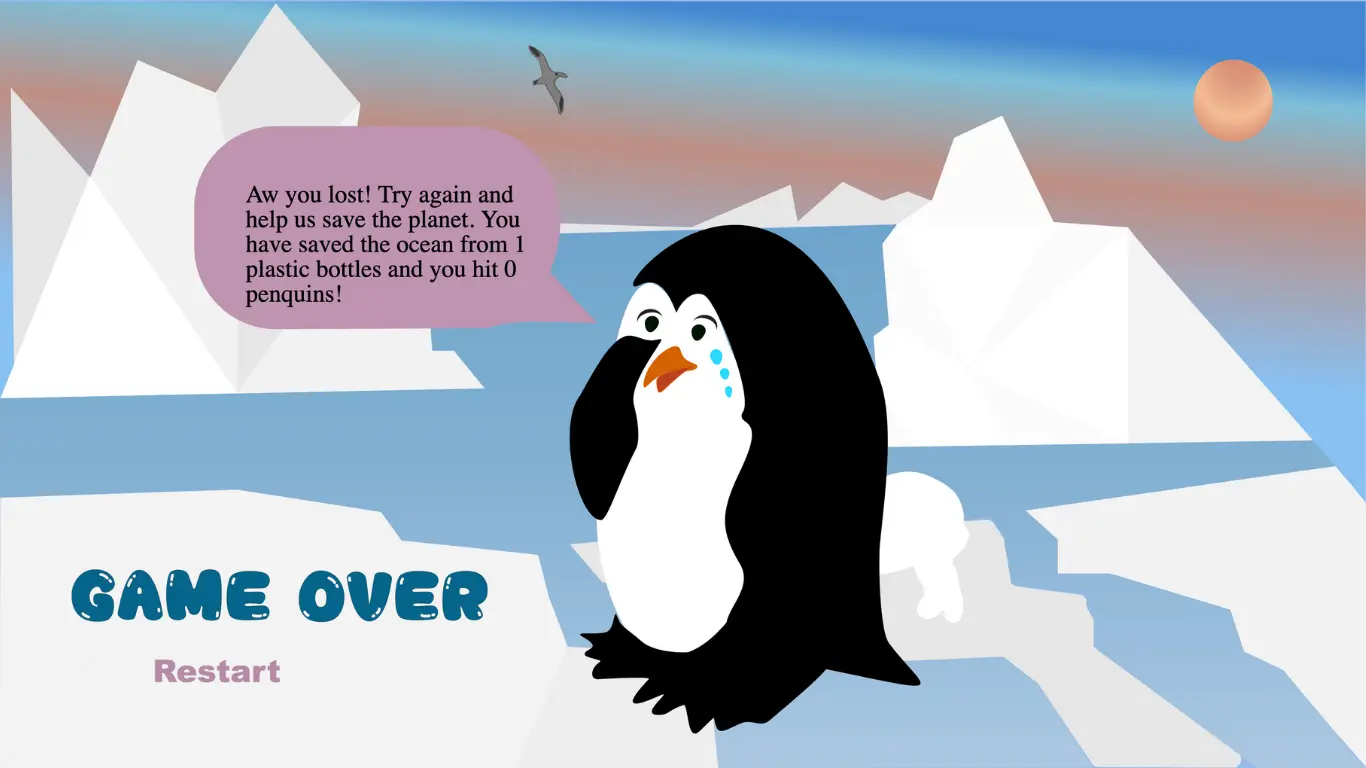 Aw you lost! Try again and
help us save the planet. You
have saved the ocean from 1
plastic bottles and you hit 0
penquins!
GAME OVER
Restart